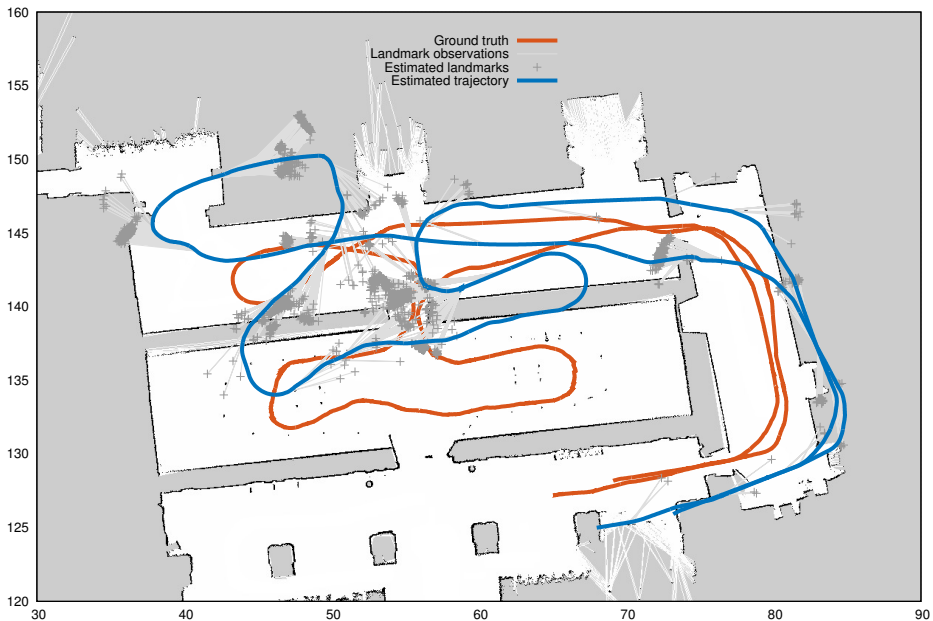 160
155
150
145
140
135
130
125
120
30 40 50 60 70 80 90
Ground truth
Landmark observations
Estimated landmarks
Estimated trajectory